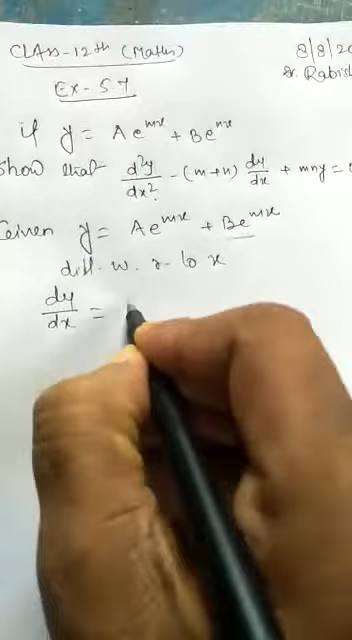 CLASS-12th (Maths)
8/8/20
Ex-5.7
if y = Ae^mx + Be^nx
Show that d²y/dx² - (m+n) dy/dx + mny =
Given y = Ae^mx + Be^nx
diff. w. r. to x
dy/dx =